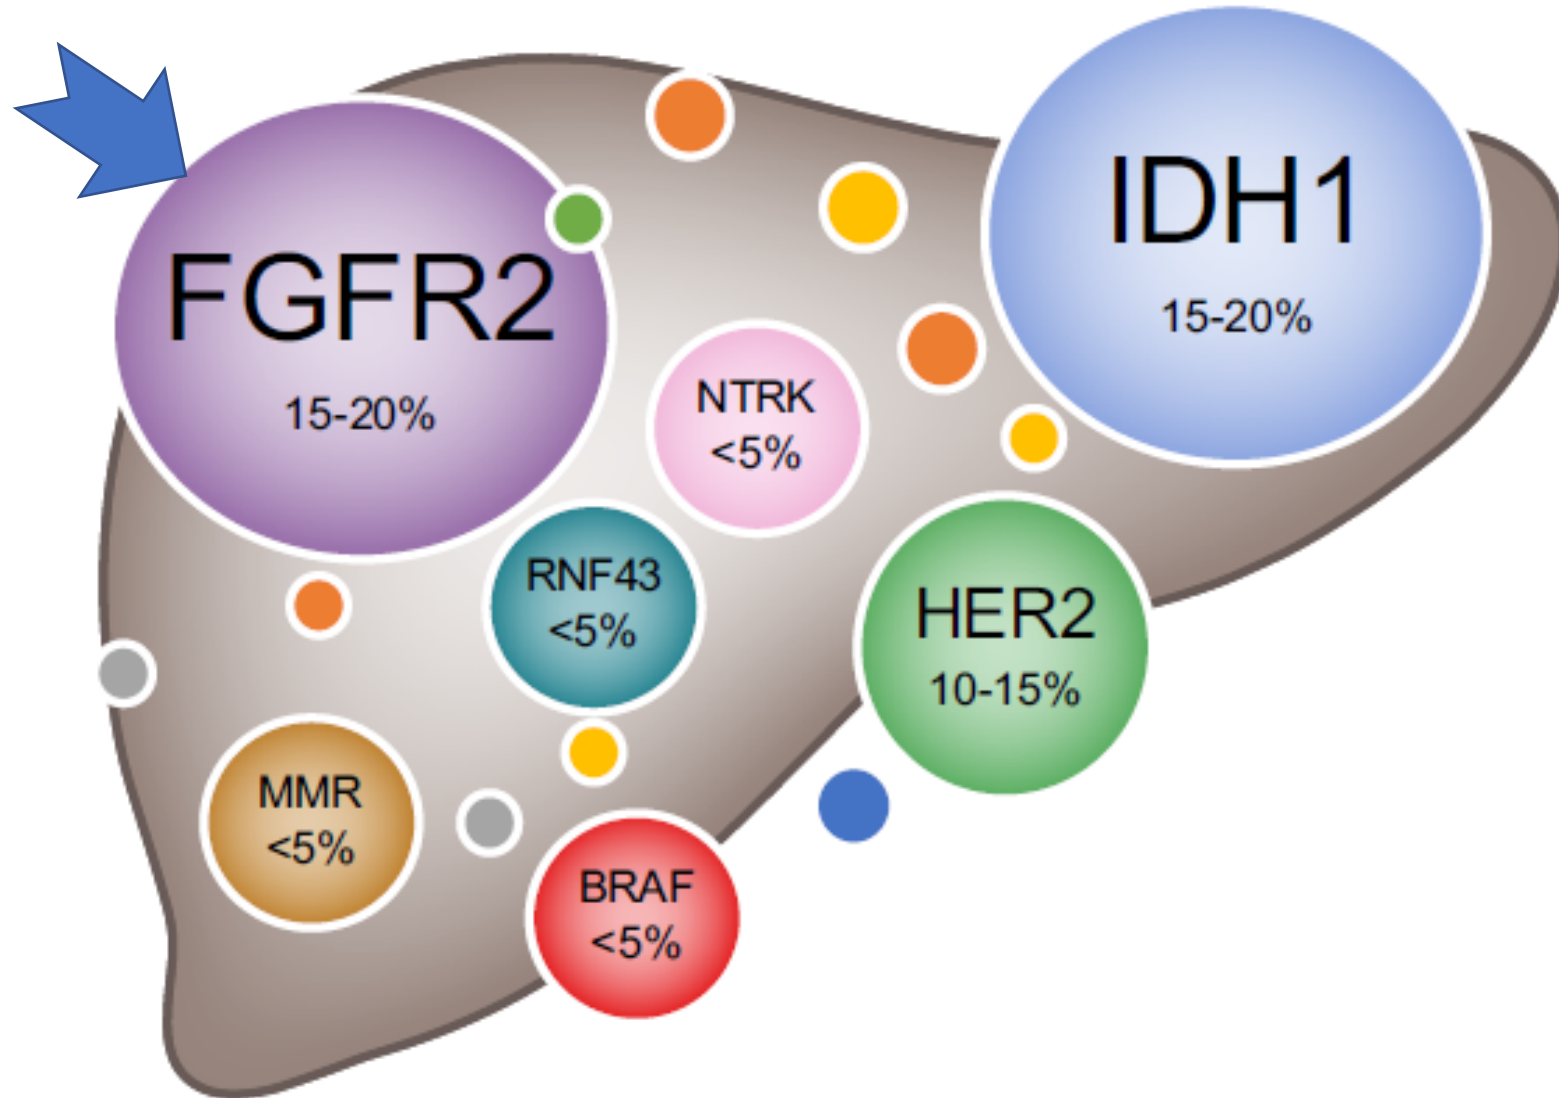 FGFR2
15-20%
IDH1
15-20%
NTRK
<5%
RNF43
<5%
HER2
10-15%
MMR
<5%
BRAF
<5%